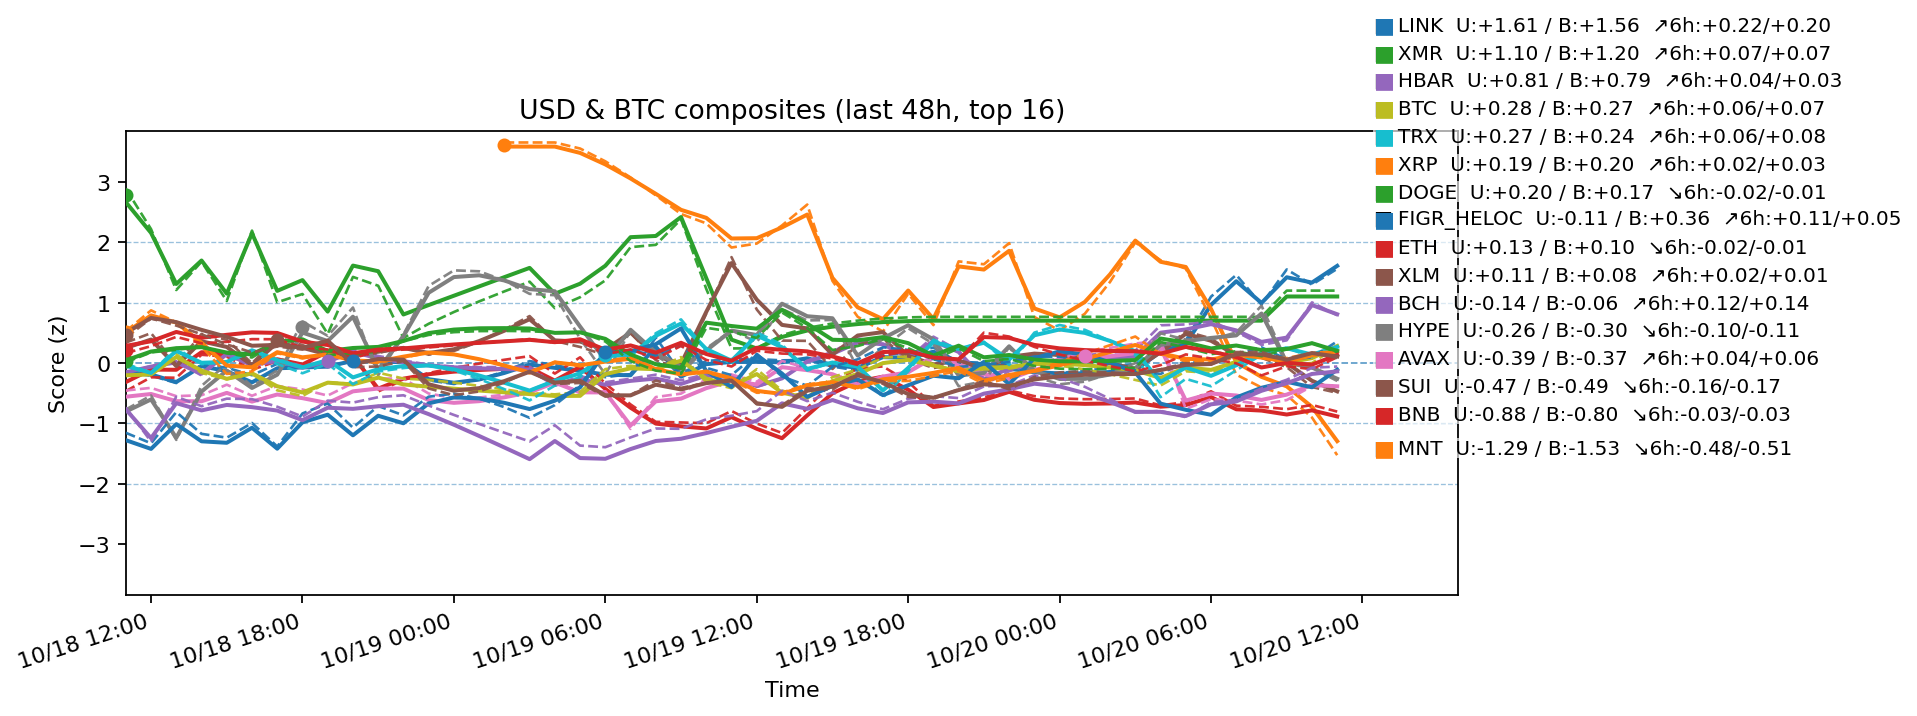 LINK  U:+1.61 / B:+1.56  ↗6h:+0.22/+0.20
XMR  U:+1.10 / B:+1.20  ↗6h:+0.07/+0.07
HBAR  U:+0.81 / B:+0.79  ↗6h:+0.04/+0.03
USD & BTC composites (last 48h, top 16)
BTC  U:+0.28 / B:+0.27  ↗6h:+0.06/+0.07
TRX  U:+0.27 / B:+0.24  ↗6h:+0.06/+0.08
XRP  U:+0.19 / B:+0.20  ↗6h:+0.02/+0.03
DOGE  U:+0.20 / B:+0.17  ↘6h:-0.02/-0.01
FIGR_HELOC  U:-0.11 / B:+0.36  ↗6h:+0.11/+0.05
ETH  U:+0.13 / B:+0.10  ↘6h:-0.02/-0.01
XLM  U:+0.11 / B:+0.08  ↗6h:+0.02/+0.01
BCH  U:-0.14 / B:-0.06  ↗6h:+0.12/+0.14
HYPE  U:-0.26 / B:-0.30  ↘6h:-0.10/-0.11
AVAX  U:-0.39 / B:-0.37  ↗6h:+0.04/+0.06
SUI  U:-0.47 / B:-0.49  ↘6h:-0.16/-0.17
BNB  U:-0.88 / B:-0.80  ↘6h:-0.03/-0.03
MNT  U:-1.29 / B:-1.53  ↘6h:-0.48/-0.51
Score (z)
3
2
1
0
−1
−2
−3
10/18 12:00
10/18 18:00
10/19 00:00
10/19 06:00
10/19 12:00
10/19 18:00
10/20 00:00
10/20 06:00
10/20 12:00
Time